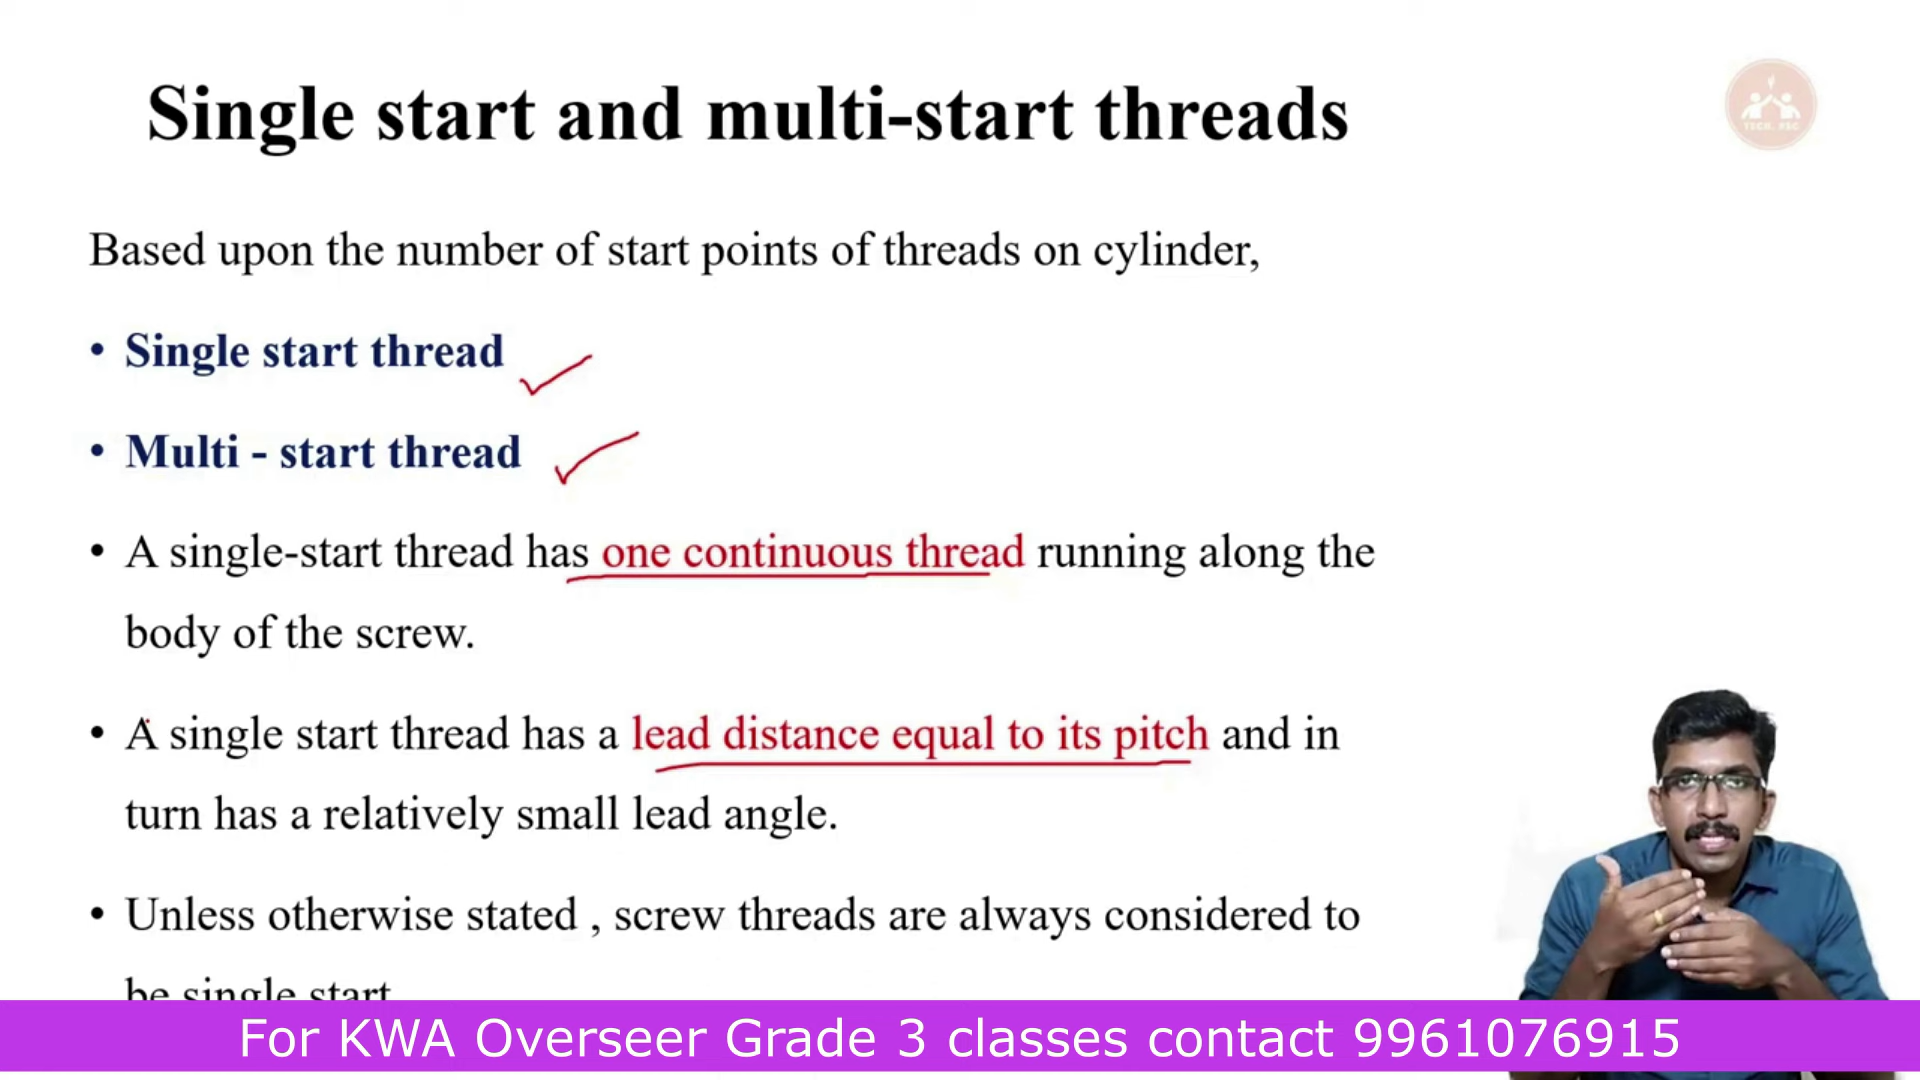 Single start and multi-start threads
TECH. PSC
Based upon the number of start points of threads on cylinder,
• Single start thread
• Multi - start thread
• A single-start thread has one continuous thread running along the
body of the screw.
• A single start thread has a lead distance equal to its pitch and in
turn has a relatively small lead angle.
• Unless otherwise stated , screw threads are always considered to
be single start
For KWA Overseer Grade 3 classes contact 9961076915